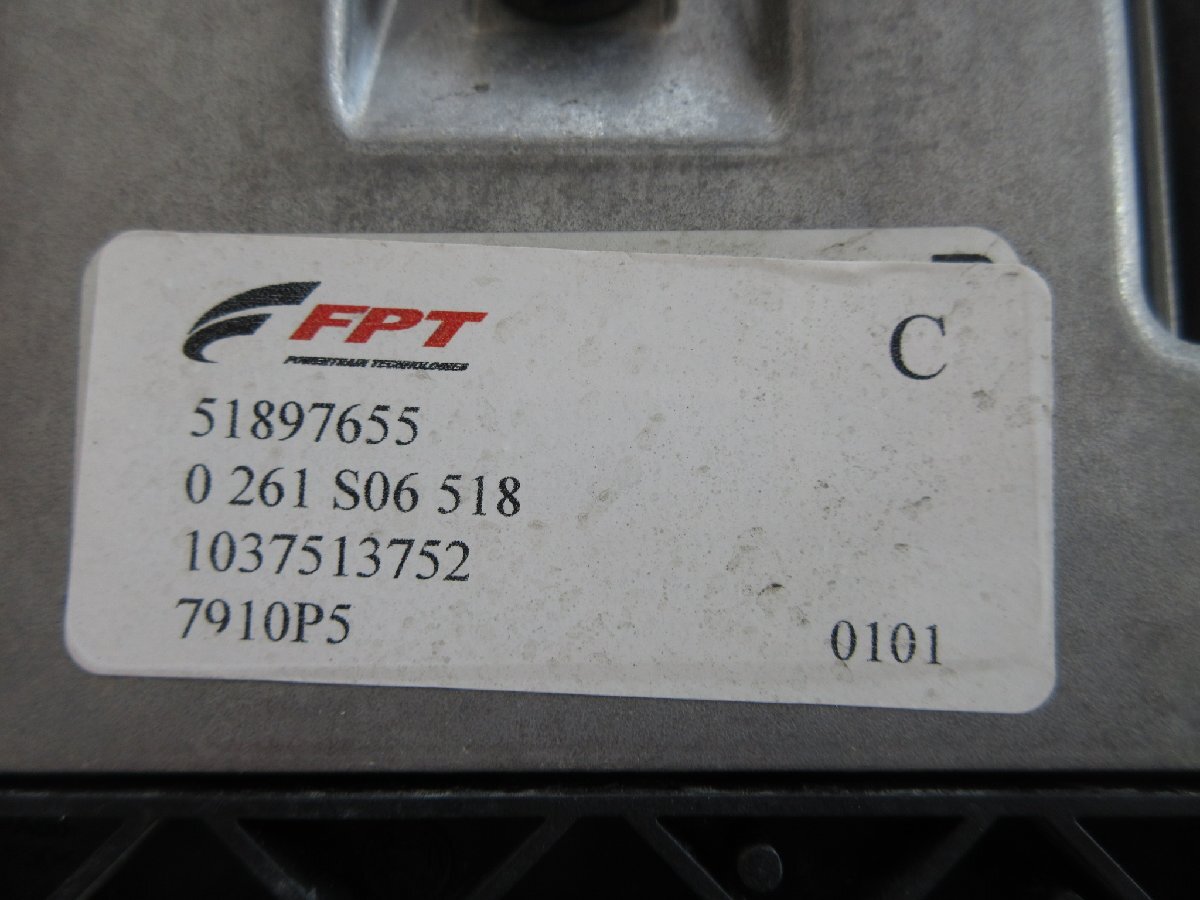 FPT
POWERTRAIN TECHNOLOGIES
C
51897655
0 261 S06 518
1037513752
7910P5
0101